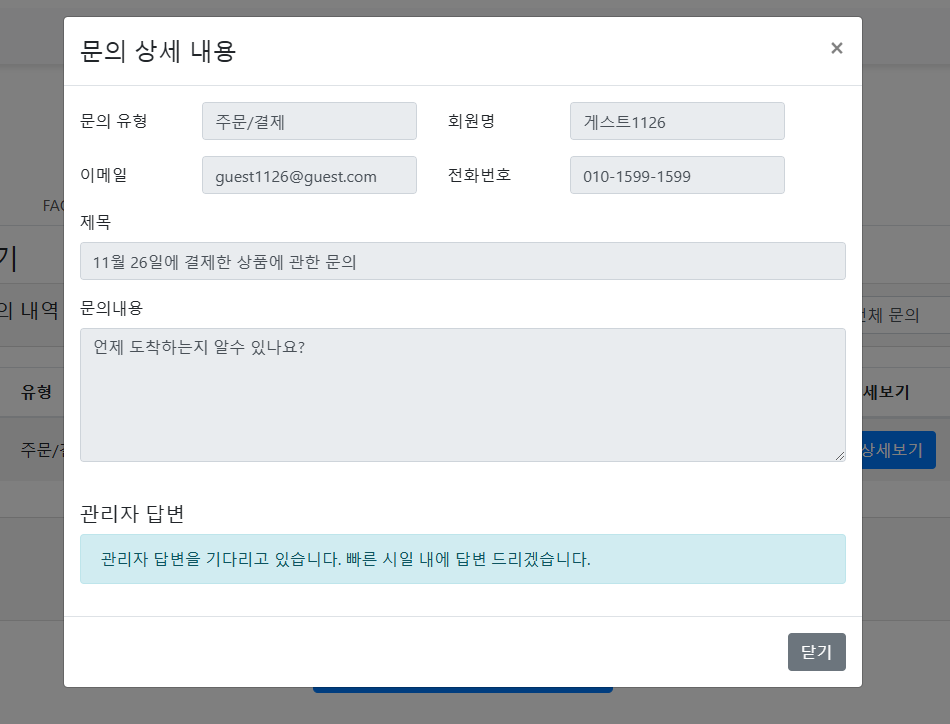 문의 상세 내용 ×
문의 유형 주문/결제 회원명 게스트1126
이메일 guest1126@guest.com 전화번호 010-1599-1599
제목
11월 26일에 결제한 상품에 관한 문의
문의내용
언제 도착하는지 알수 있나요?
관리자 답변
관리자 답변을 기다리고 있습니다. 빠른 시일 내에 답변 드리겠습니다.
닫기
기
의 내역
문의
유형
세보기
주문/
상세보기